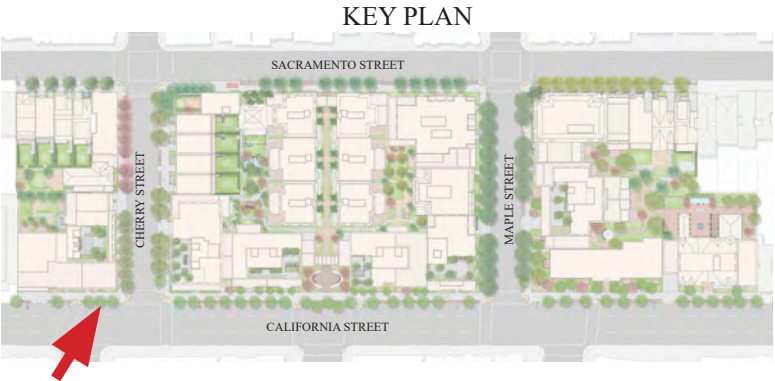 KEY PLAN
SACRAMENTO STREET
CHERRY STREET
MAPLE STREET
CALIFORNIA STREET